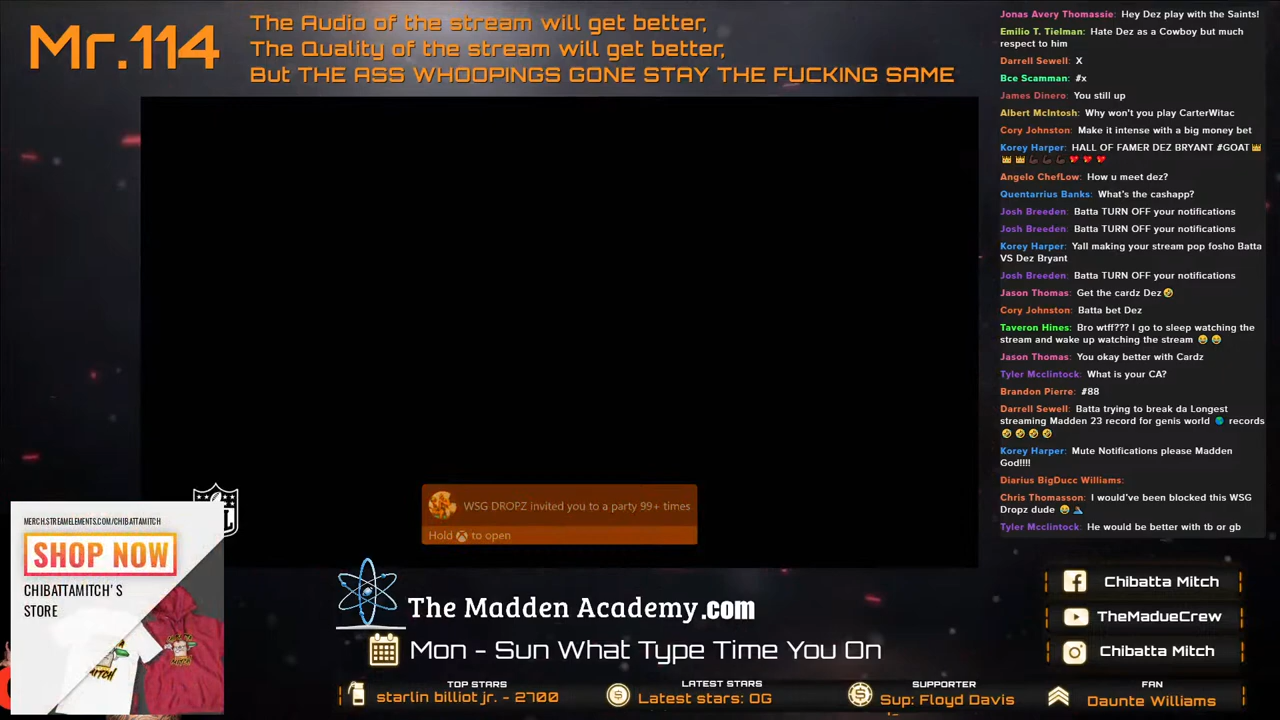 Mr.114
The Audio of the stream will get better,
The Quality of the stream will get better,
But THE ASS WHOOPINGS GONE STAY THE FUCKING SAME
Jonas Avery Thomassie: Hey Dez play with the Saints!
Emilio T. Tielman: Hate Dez as a Cowboy but much
respect to him
Darrell Sewell: X
Bce Scamman: #x
James Dinero: You still up
Albert McIntosh: Why won't you play CarterWitac
Cory Johnston: Make it intense with a big money bet
Korey Harper: HALL OF FAMER DEZ BRYANT #GOAT 👑
👑 👑 💪🏿 💪🏿 💪🏿 💖 💖 💖
Angelo ChefLow: How u meet dez?
Quentarrius Banks: What's the cashapp?
Josh Breeden: Batta TURN OFF your notifications
Josh Breeden: Batta TURN OFF your notifications
Korey Harper: Yall making your stream pop fosho Batta
VS Dez Bryant
Josh Breeden: Batta TURN OFF your notifications
Jason Thomas: Get the cardz Dez🤣
Cory Johnston: Batta bet Dez
Taveron Hines: Bro wtff??? I go to sleep watching the
stream and wake up watching the stream 😂 😂
Jason Thomas: You okay better with Cardz
Tyler Mcclintock: What is your CA?
Brandon Pierre: #88
Darrell Sewell: Batta trying to break da Longest
streaming Madden 23 record for genis world 🌎 records
🤣 🤣 🤣 🤣
Korey Harper: Mute Notifications please Madden
God!!!!
Diarius BigDucc Williams:
Chris Thomasson: I would've been blocked this WSG
Dropz dude
Tyler Mcclintock: He would be better with tb or gb
WSG DROPZ invited you to a party 99+ times
Hold to open
MERCH.STREAMELEMENTS.COM/CHIBATTAMITCH
SHOP NOW
CHIBATTAMITCH'S
STORE
The Madden Academy.com
Mon - Sun What Type Time You On
Chibatta Mitch
TheMadueCrew
Chibatta Mitch
TOP STARS
starlin billiot jr. - 2700
LATEST STARS
Latest stars: OG
SUPPORTER
Sup: Floyd Davis
FAN
Daunte Williams